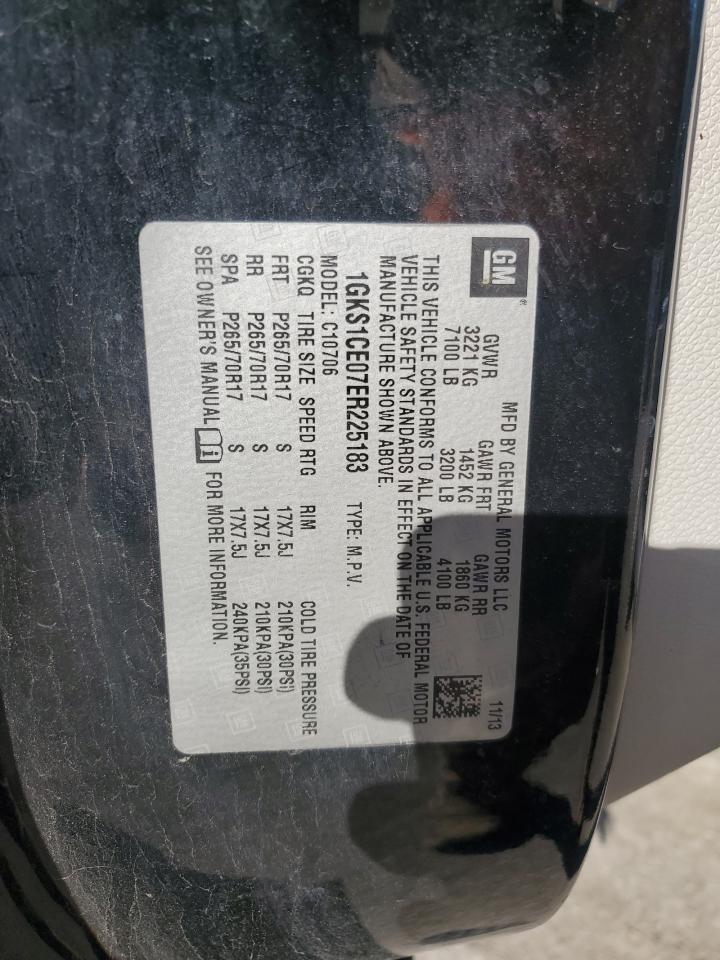 GM®
MFD BY GENERAL MOTORS LLC 11/13
GVWR GAWR FRT GAWR RR
3221 KG 1452 KG 1860 KG
7100 LB 3200 LB 4100 LB
THIS VEHICLE CONFORMS TO ALL APPLICABLE U.S. FEDERAL MOTOR
VEHICLE SAFETY STANDARDS IN EFFECT ON THE DATE OF
MANUFACTURE SHOWN ABOVE.
1GKS1CE07ER225183 TYPE: M.P.V.
MODEL: C10706
CGKQ TIRE SIZE SPEED RTG RIM COLD TIRE PRESSURE
FRT P265/70R17 S 17X7.5J 210KPA(30PSI)
RR P265/70R17 S 17X7.5J 210KPA(30PSI)
SPA P265/70R17 S 17X7.5J 240KPA(35PSI)
SEE OWNER'S MANUAL FOR MORE INFORMATION.